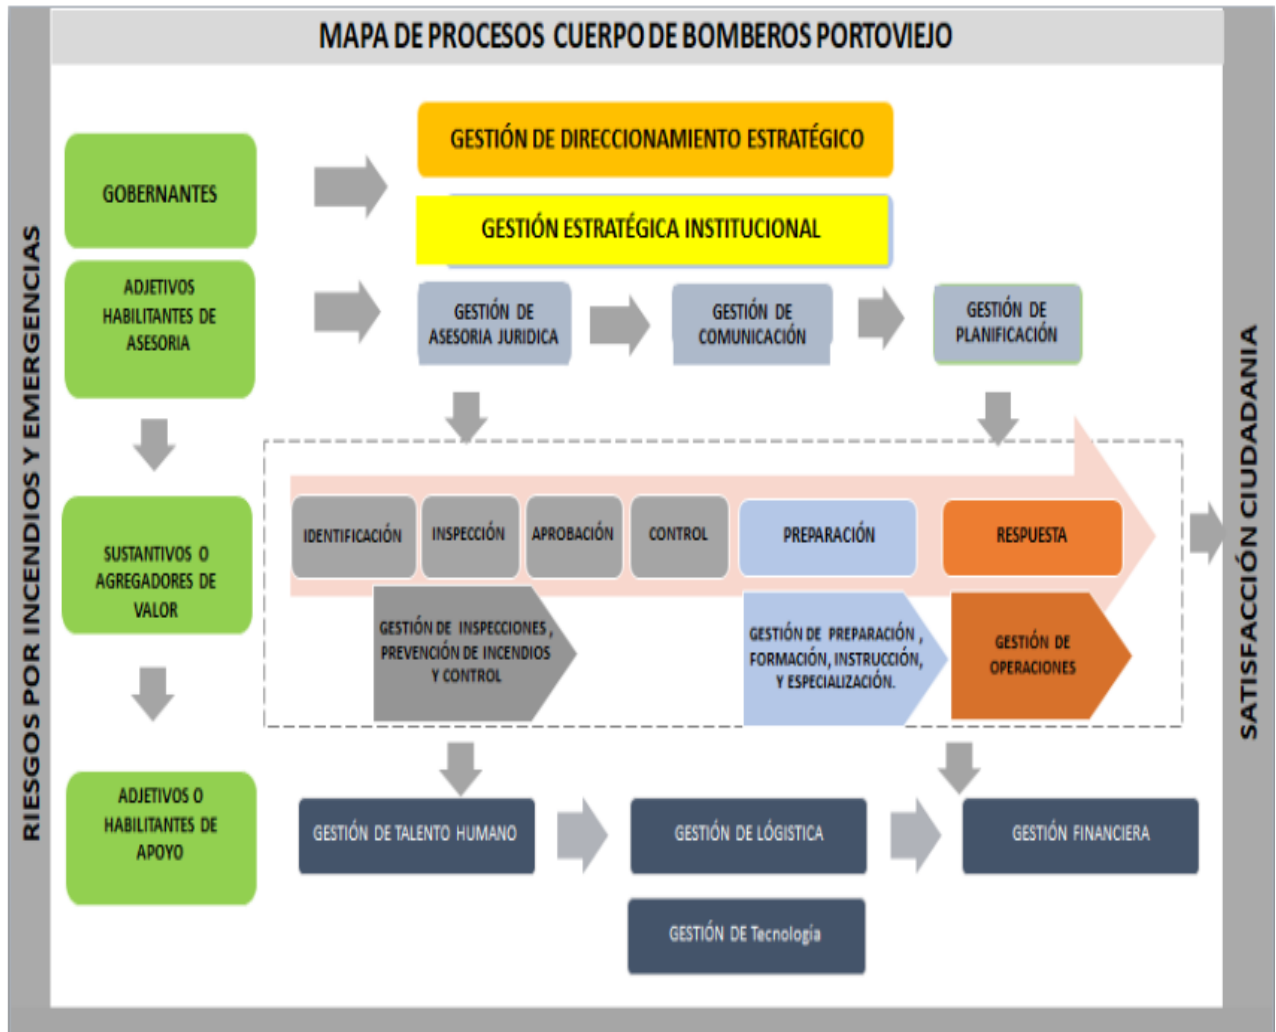 MAPA DE PROCESOS CUERPO DE BOMBEROS PORTOVIEJO
RIESGOS POR INCENDIOS Y EMERGENCIAS
GOBERNANTES
GESTIÓN DE DIRECCIONAMIENTO ESTRATÉGICO
GESTIÓN ESTRATÉGICA INSTITUCIONAL
ADJETIVOS
HABILITANTES DE
ASESORIA
GESTIÓN DE
ASESORIA JURIDICA
GESTIÓN DE
COMUNICACIÓN
GESTIÓN DE
PLANIFICACIÓN
SUSTANTIVOS O
AGREGADORES DE
VALOR
IDENTIFICACIÓN
INSPECCIÓN
APROBACIÓN
CONTROL
PREPARACIÓN
RESPUESTA
GESTIÓN DE INSPECCIONES ,
PREVENCIÓN DE INCENDIOS
Y CONTROL
GESTIÓN DE PREPARACIÓN ,
FORMACIÓN, INSTRUCCIÓN,
Y ESPECIALIZACIÓN.
GESTIÓN DE
OPERACIONES
ADJETIVOS O
HABILITANTES DE
APOYO
GESTIÓN DE TALENTO HUMANO
GESTIÓN DE LÓGISTICA
GESTIÓN FINANCIERA
GESTIÓN DE Tecnología
SATISFACCIÓN CIUDADANIA